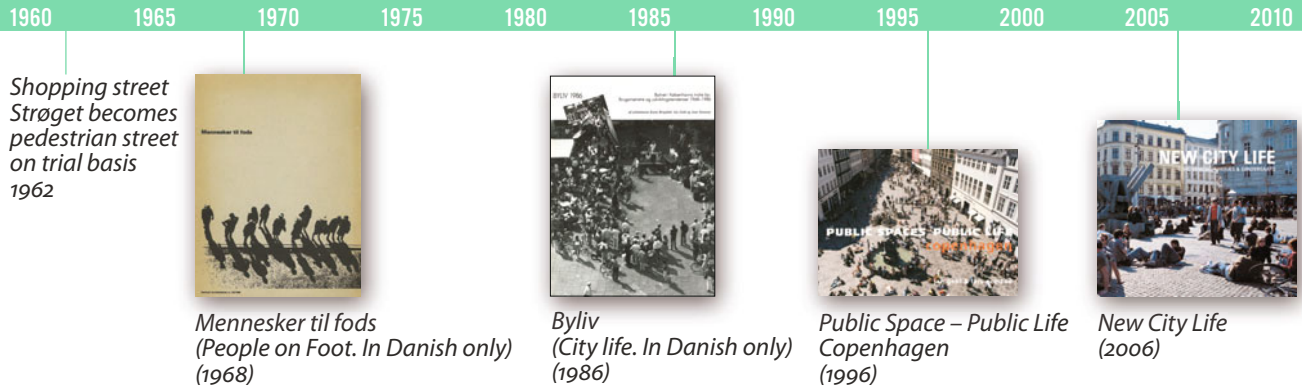 1960 1965 1970 1975 1980 1985 1990 1995 2000 2005 2010
Shopping street
Strøget becomes
pedestrian street
on trial basis
1962
Mennesker til fods
Mennesker til fods
(People on Foot. In Danish only)
(1968)
BYLIV 1986
Byliv
(City life. In Danish only)
(1986)
PUBLIC SPACES PUBLIC LIFE
copenhagen
Public Space – Public Life
Copenhagen
(1996)
NEW CITY LIFE
New City Life
(2006)